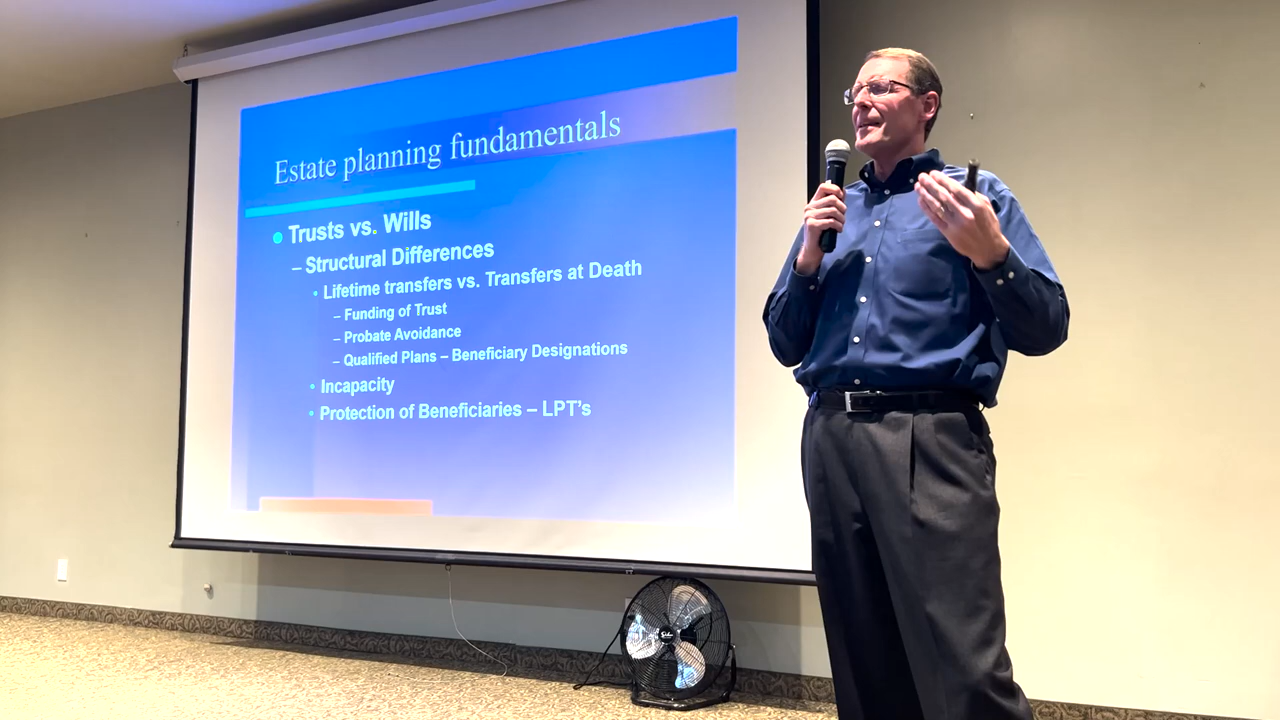 Estate planning fundamentals
• Trusts vs. Wills
– Structural Differences
• Lifetime transfers vs. Transfers at Death
– Funding of Trust
– Probate Avoidance
– Qualified Plans – Beneficiary Designations
• Incapacity
• Protection of Beneficiaries – LPT's